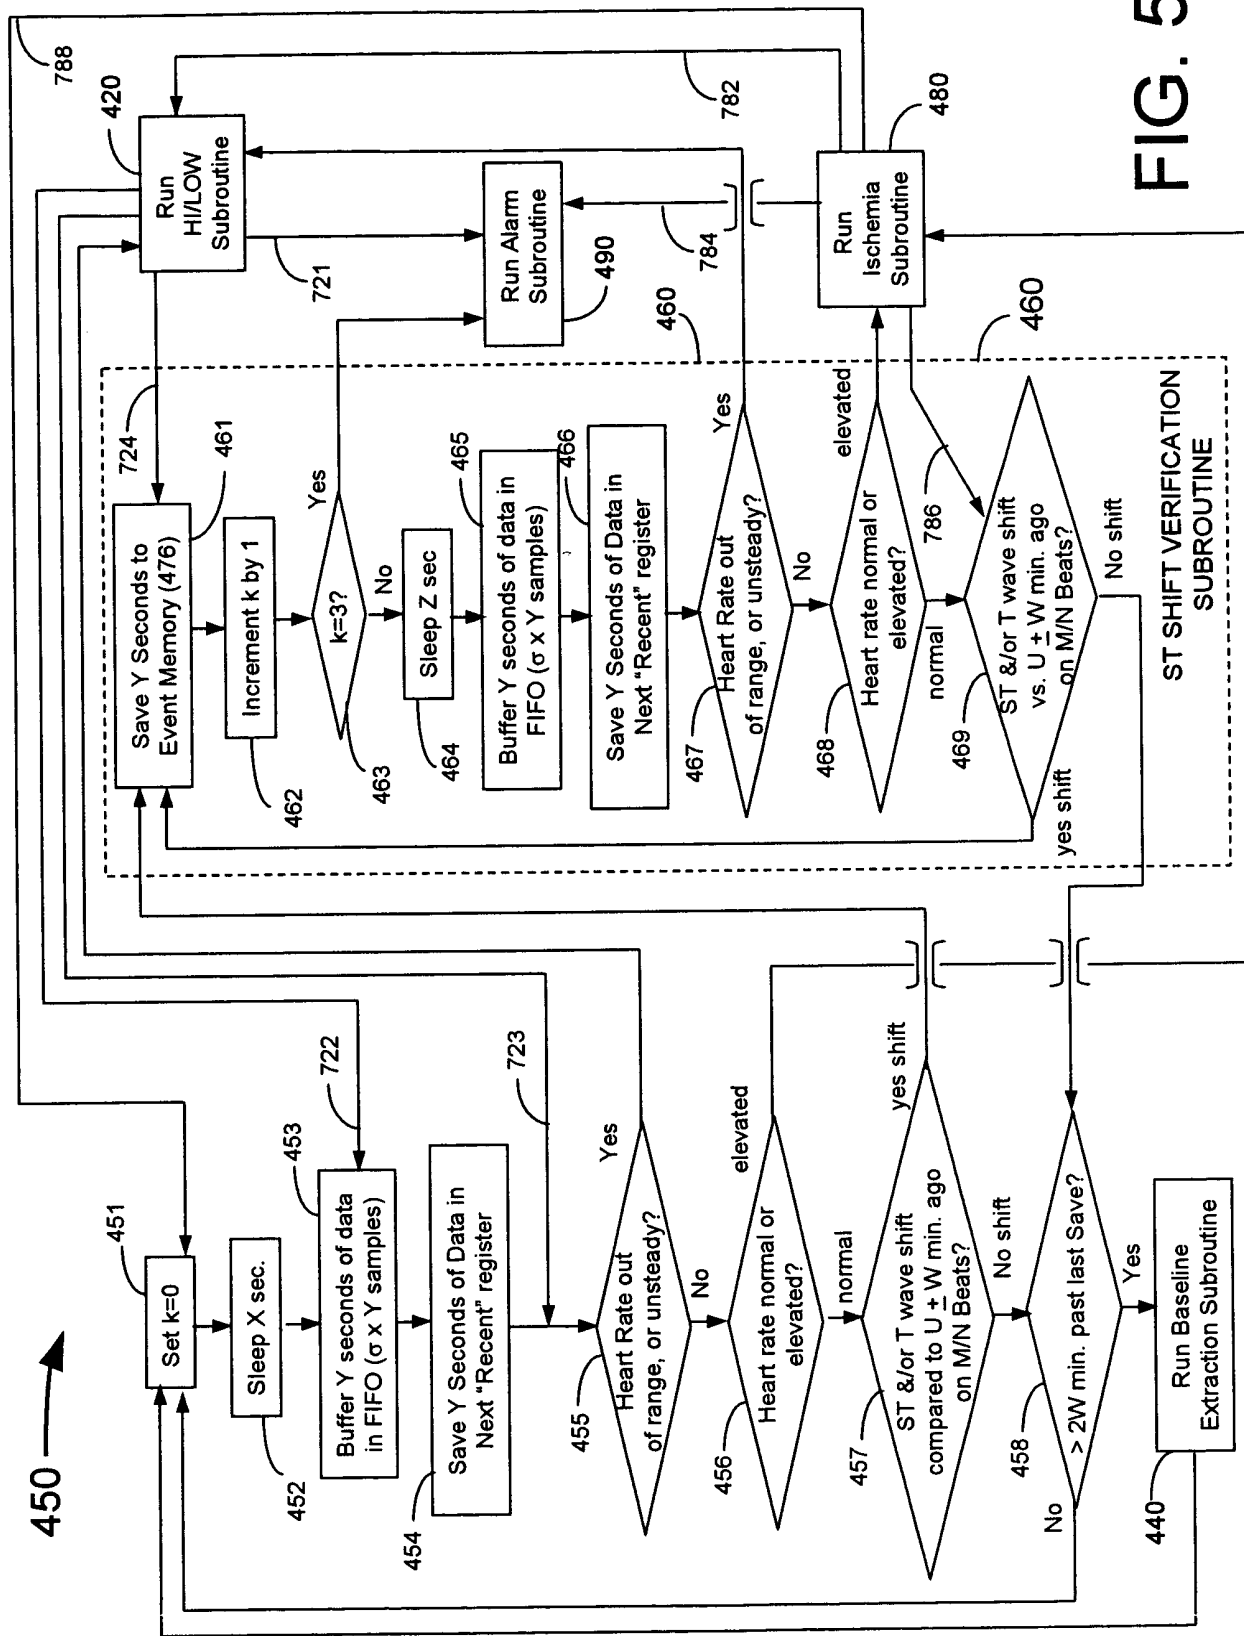 450
451
Set k=0
Sleep X sec.
452
453
Buffer Y seconds of data
in FIFO (σ x Y samples)
722
Save Y Seconds of Data in
Next "Recent" register
454
723
Heart Rate out
of range, or unsteady?
455
Yes
No
Heart rate normal or
elevated?
456
elevated
normal
ST &/or T wave shift
compared to U ± W min. ago
on M/N Beats?
457
yes shift
No shift
> 2W min. past last Save?
458
No
Yes
Run Baseline
Extraction Subroutine
440
724
Save Y Seconds to
Event Memory (476)
461
Increment k by 1
462
k=3?
463
Yes
No
Sleep Z sec
464
Buffer Y seconds of data in
FIFO (σ x Y samples)
465
Save Y Seconds of Data in
Next "Recent" register
466
Heart Rate out
of range, or unsteady?
467
Yes
No
Heart rate normal or
elevated?
468
elevated
normal
786
ST &/or T wave shift
vs. U ± W min. ago
on M/N Beats?
469
yes shift
No shift
ST SHIFT VERIFICATION
SUBROUTINE
460
460
788
420
Run
HI/LOW
Subroutine
721
Run Alarm
Subroutine
490
784
782
Run
Ischemia
Subroutine
480
FIG. 5